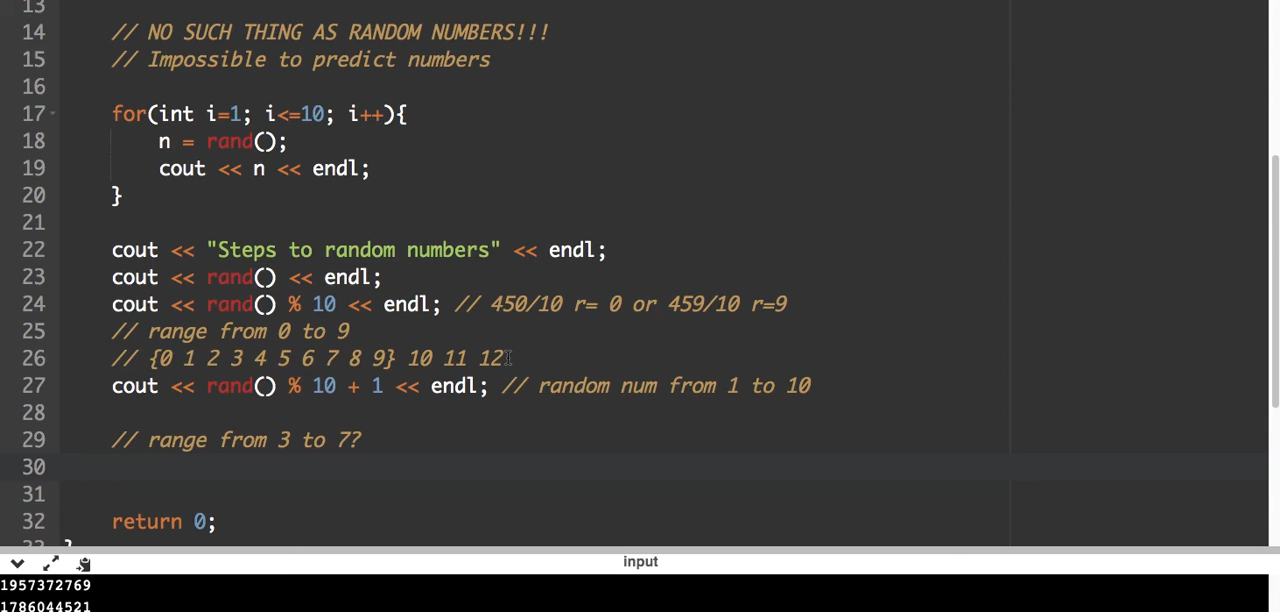 13
14 // NO SUCH THING AS RANDOM NUMBERS!!!
15 // Impossible to predict numbers
16
17 for(int i=1; i<=10; i++){
18 n = rand();
19 cout << n << endl;
20 }
21
22 cout << "Steps to random numbers" << endl;
23 cout << rand() << endl;
24 cout << rand() % 10 << endl; // 450/10 r= 0 or 459/10 r=9
25 // range from 0 to 9
26 // {0 1 2 3 4 5 6 7 8 9} 10 11 12
27 cout << rand() % 10 + 1 << endl; // random num from 1 to 10
28
29 // range from 3 to 7?
30
31
32 return 0;
33 }
input
1957372769
1786044521